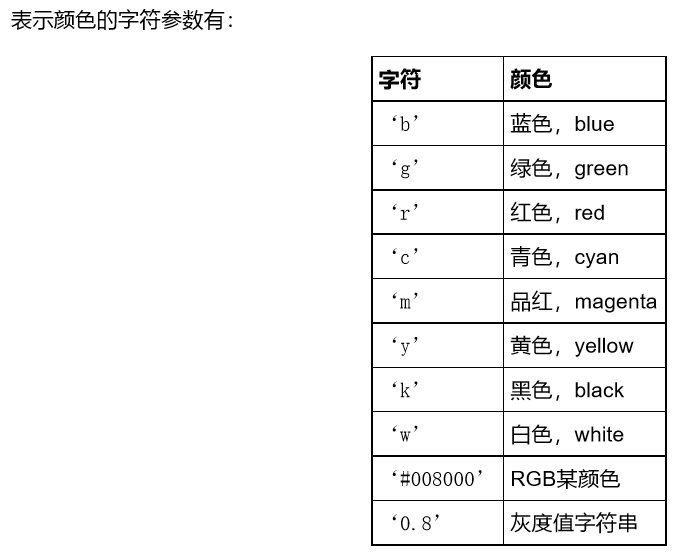 表示颜色的字符参数有：
字符 颜色
‘b’ 蓝色，blue
‘g’ 绿色，green
‘r’ 红色，red
‘c’ 青色，cyan
‘m’ 品红，magenta
‘y’ 黄色，yellow
‘k’ 黑色，black
‘w’ 白色，white
‘#008000’ RGB某颜色
‘0.8’ 灰度值字符串